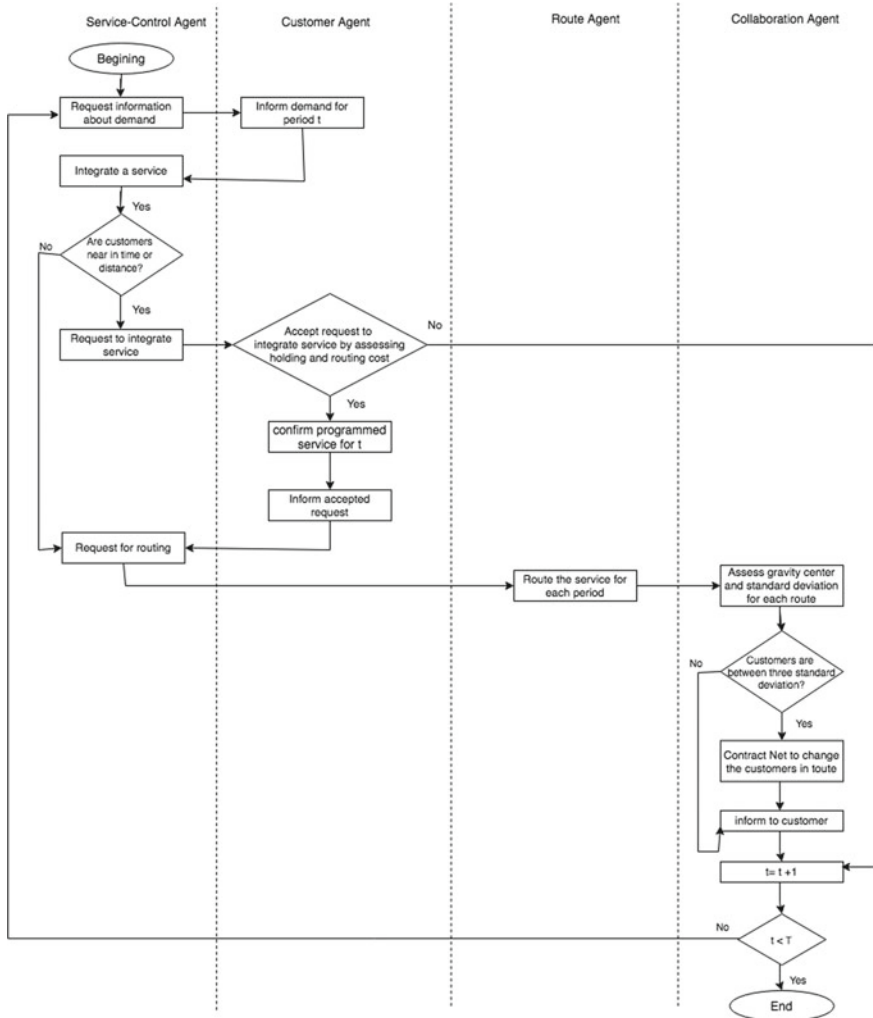 Service-Control Agent
Customer Agent
Route Agent
Collaboration Agent
Begining
Request information
about demand
Inform demand for
period t
Integrate a service
Yes
No
Are customers
near in time or
distance?
Yes
Request to integrate
service
Accept request to
integrate service by assessing
holding and routing cost
No
Yes
confirm programmed
service for t
Inform accepted
request
Request for routing
Route the service for
each period
Assess gravity center
and standard deviation
for each route
No
Customers are
between three standard
deviation?
Yes
Contract Net to change
the customers in toute
inform to customer
t= t +1
No
t < T
Yes
End